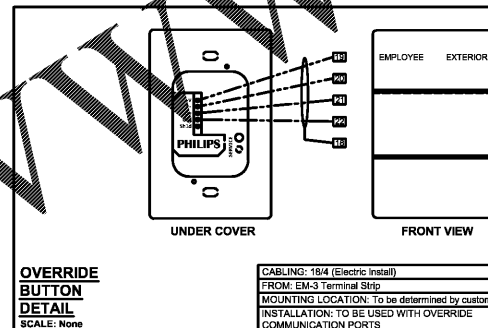 19
20
21
22
18
PHILIPS
EMPLOYEE EXTERIOR
UNDER COVER
FRONT VIEW
OVERRIDE
BUTTON
DETAIL
SCALE: None
CABLING: 18/4 (Electric Install)
FROM: EM-3 Terminal Strip
MOUNTING LOCATION: To be determined by custom
INSTALLATION: TO BE USED WITH OVERRIDE
COMMUNICATION PORTS